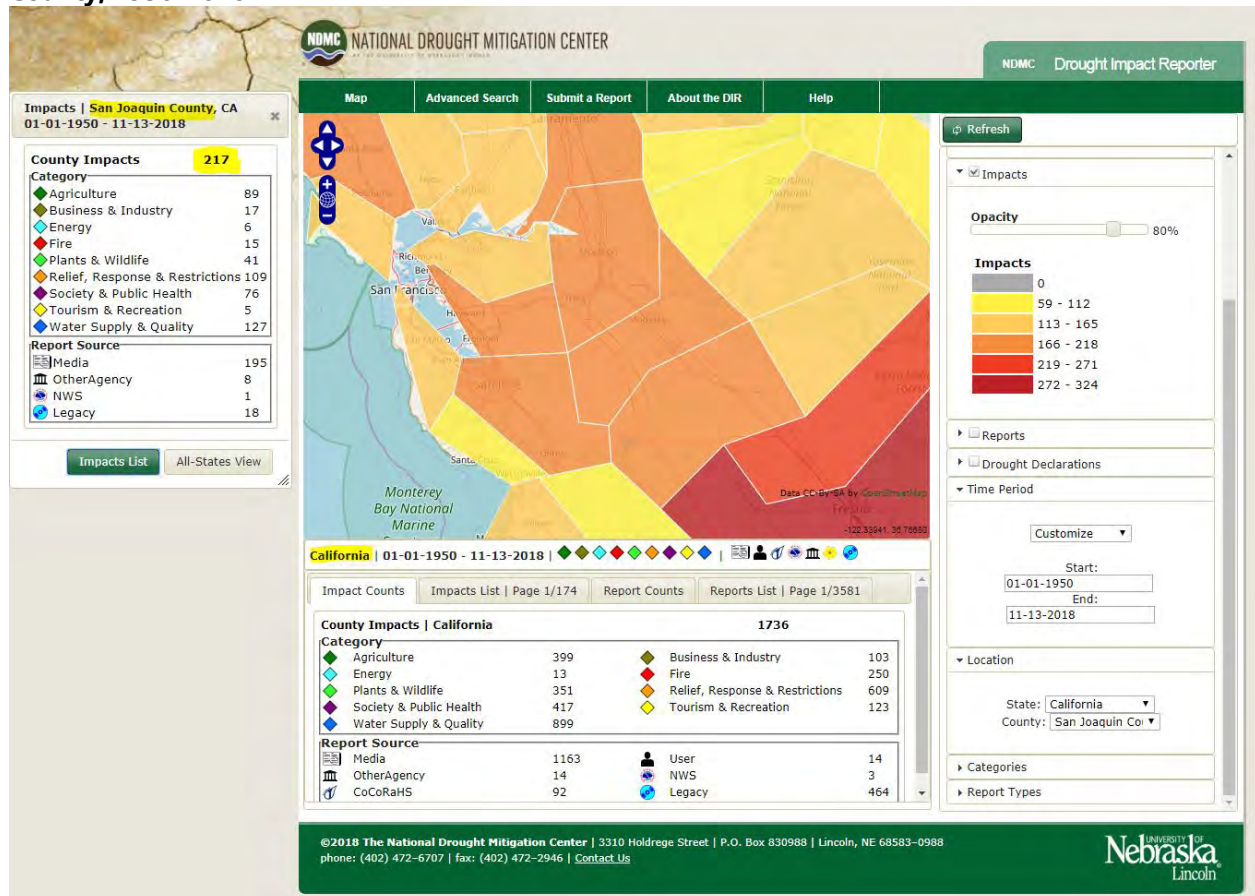 NDMC NATIONAL DROUGHT MITIGATION CENTER
NDMC Drought Impact Reporter
Map Advanced Search Submit a Report About the DIR Help
Impacts | San Joaquin County, CA
01-01-1950 - 11-13-2018
County Impacts 217
Category
Agriculture 89
Business & Industry 17
Energy 6
Fire 15
Plants & Wildlife 41
Relief, Response & Restrictions 109
Society & Public Health 76
Tourism & Recreation 5
Water Supply & Quality 127
Report Source
Media 195
OtherAgency 8
NWS 1
Legacy 18
Impacts List All-States View
Sacramento
San Francisco
Santa Cruz
Monterey
Bay National
Marine
Data CC-By-SA by OpenStreetMap
Refresh
Impacts
Opacity
80%
Impacts
0
59 - 112
113 - 165
166 - 218
219 - 271
272 - 324
Reports
Drought Declarations
Time Period
Customize
Start:
01-01-1950
End:
11-13-2018
Location
State: California
County: San Joaquin Co
Categories
Report Types
California | 01-01-1950 - 11-13-2018 | |
Impact Counts Impacts List | Page 1/174 Report Counts Reports List | Page 1/3581
County Impacts | California 1736
Category
Agriculture 399 Business & Industry 103
Energy 13 Fire 250
Plants & Wildlife 351 Relief, Response & Restrictions 609
Society & Public Health 417 Tourism & Recreation 123
Water Supply & Quality 899
Report Source
Media 1163 User 14
OtherAgency 14 NWS 3
CoCoRaHS 92 Legacy 464
©2018 The National Drought Mitigation Center | 3310 Holdrege Street | P.O. Box 830988 | Lincoln, NE 68583-0988
phone: (402) 472-6707 | fax: (402) 472-2946 | Contact Us
UNIVERSITY OF
Nebraska
Lincoln